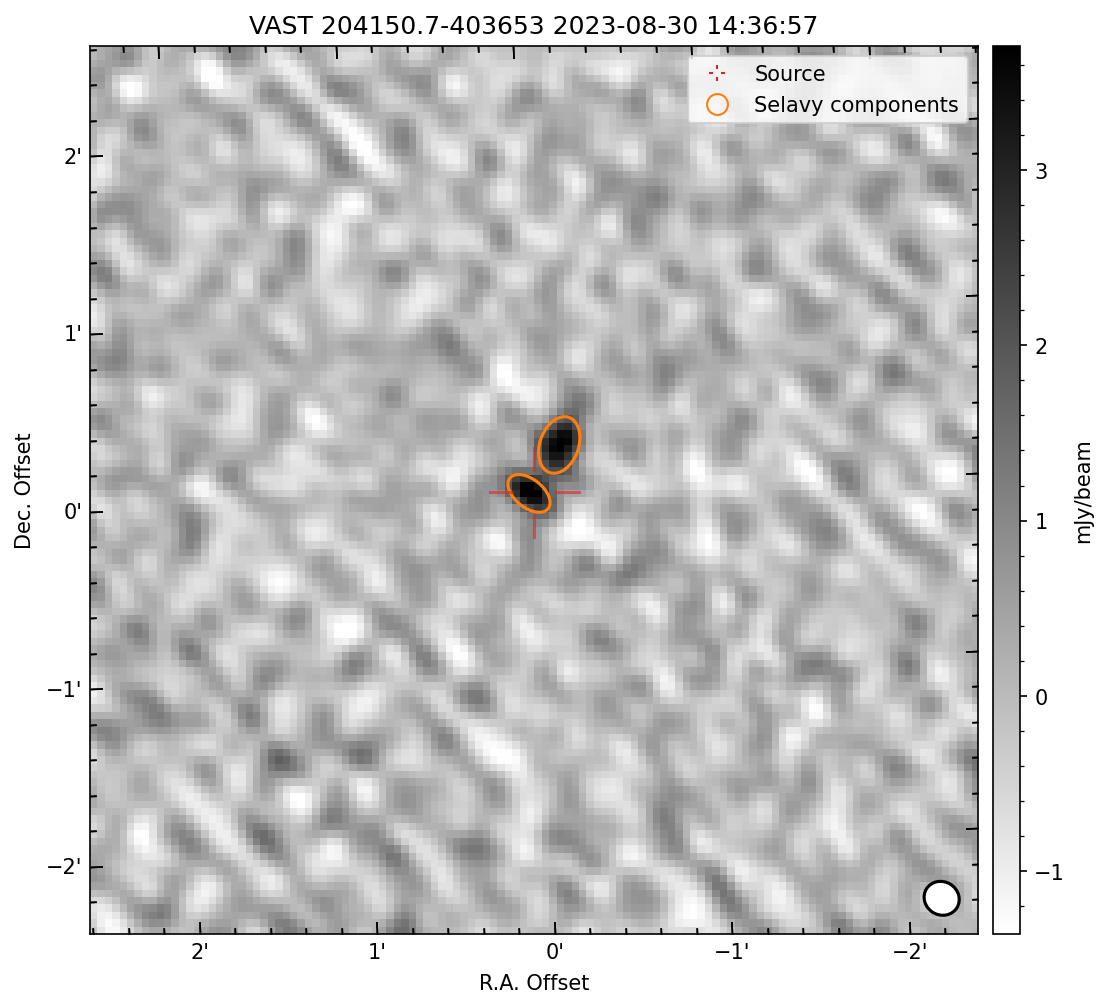 VAST 204150.7-403653 2023-08-30 14:36:57
Source
Selavy components
2'
1'
0'
−1'
−2'
Dec. Offset
2'
1'
0'
−1'
−2'
R.A. Offset
3
2
1
0
−1
mJy/beam